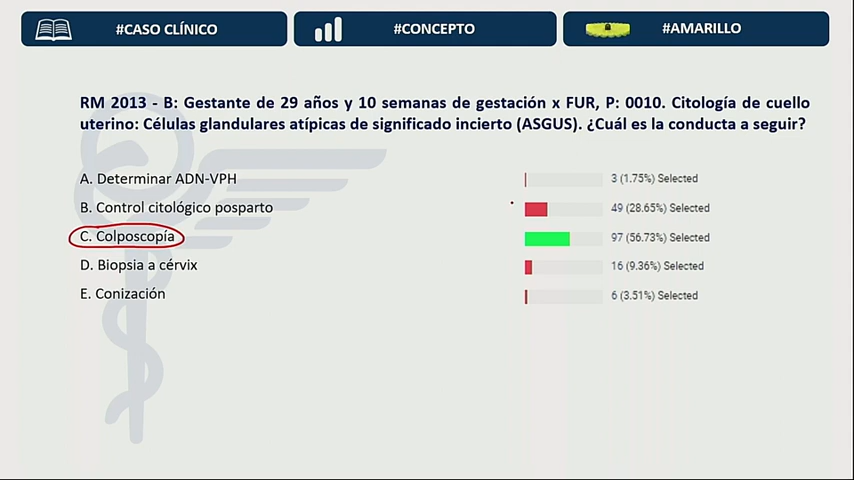 #CASO CLÍNICO
#CONCEPTO
#AMARILLO
RM 2013 - B: Gestante de 29 años y 10 semanas de gestación x FUR, P: 0010. Citología de cuello
uterino: Células glandulares atípicas de significado incierto (ASGUS). ¿Cuál es la conducta a seguir?
A. Determinar ADN-VPH
3 (1.75%) Selected
B. Control citológico posparto
49 (28.65%) Selected
C. Colposcopía
97 (56.73%) Selected
D. Biopsia a cérvix
16 (9.36%) Selected
E. Conización
6 (3.51%) Selected